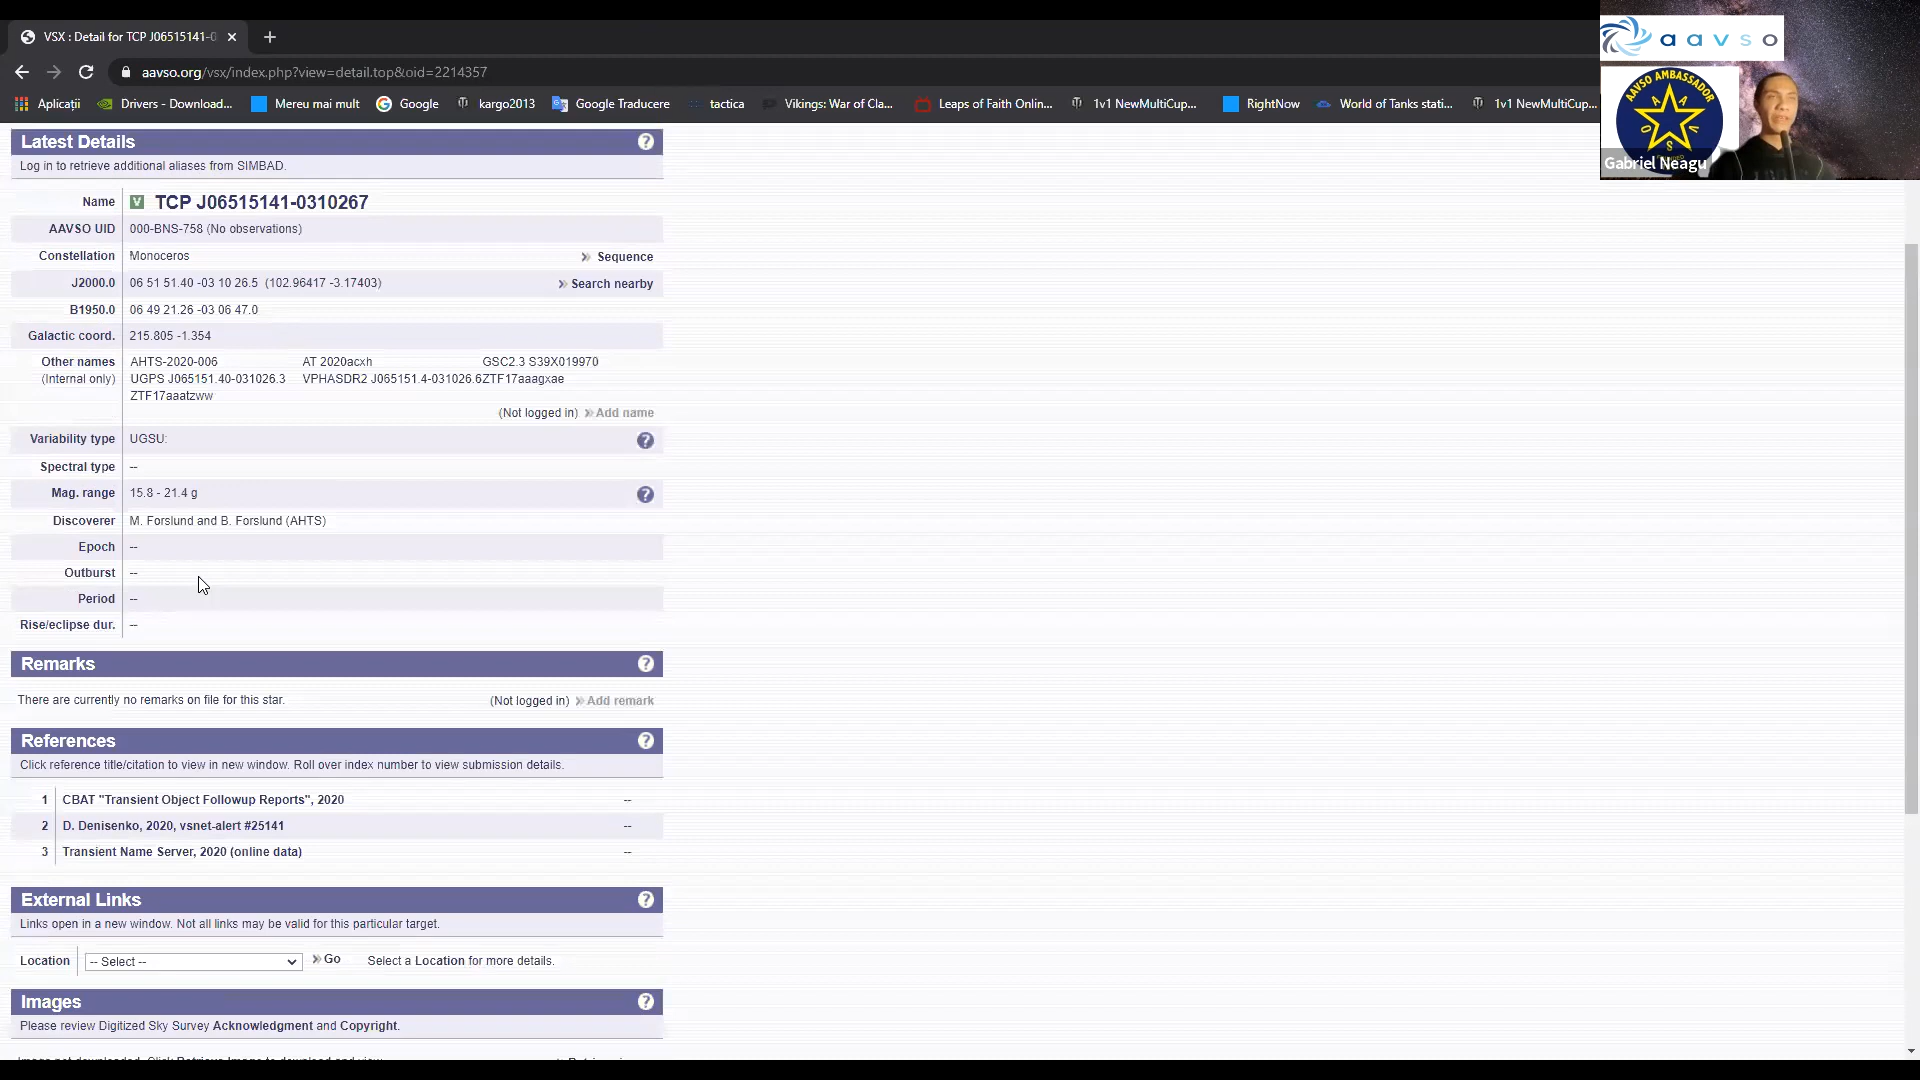 VSX : Detail for TCP J06515141-0
aavso.org/vsx/index.php?view=detail.top&oid=2214357
Aplicații Drivers - Download... Mereu mai mult Google kargo2013 Google Traducere tactica Vikings: War of Cla... Leaps of Faith Onlin... 1v1 NewMultiCup... RightNow World of Tanks stati... 1v1 NewMultiCup...
aavso
AAVSO AMBASSADOR
AAVSO
Gabriel Neagu
Latest Details ?
Log in to retrieve additional aliases from SIMBAD.
Name V TCP J06515141-0310267
AAVSO UID 000-BNS-758 (No observations)
Constellation Monoceros Sequence
J2000.0 06 51 51.40 -03 10 26.5 (102.96417 -3.17403) Search nearby
B1950.0 06 49 21.26 -03 06 47.0
Galactic coord. 215.805 -1.354
Other names AHTS-2020-006 AT 2020acxh GSC2.3 S39X019970
(Internal only) UGPS J065151.40-031026.3 VPHASDR2 J065151.4-031026.6ZTF17aaagxae
ZTF17aaatzww
(Not logged in) Add name
Variability type UGSU: ?
Spectral type --
Mag. range 15.8 - 21.4 g ?
Discoverer M. Forslund and B. Forslund (AHTS)
Epoch --
Outburst --
Period --
Rise/eclipse dur. --
Remarks ?
There are currently no remarks on file for this star. (Not logged in) Add remark
References ?
Click reference title/citation to view in new window. Roll over index number to view submission details.
1 CBAT "Transient Object Followup Reports", 2020 --
2 D. Denisenko, 2020, vsnet-alert #25141 --
3 Transient Name Server, 2020 (online data) --
External Links ?
Links open in a new window. Not all links may be valid for this particular target.
Location -- Select -- Go Select a Location for more details.
Images ?
Please review Digitized Sky Survey Acknowledgment and Copyright.